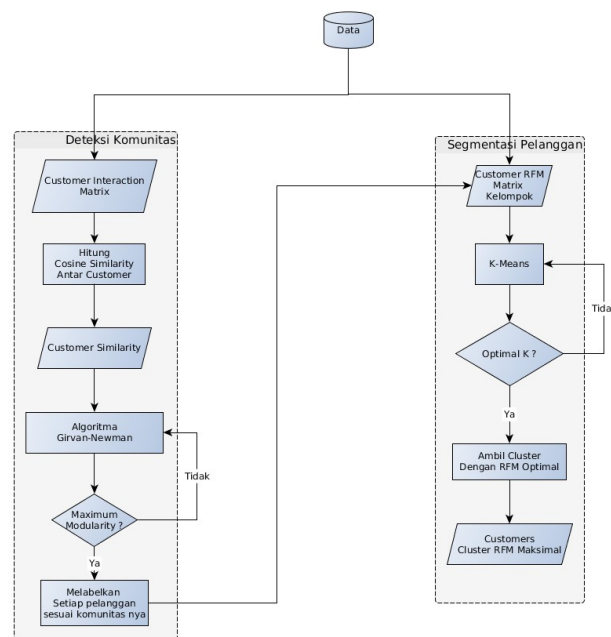 Data
Deteksi Komunitas
Customer Interaction
Matrix
Hitung
Cosine Similarity
Antar Customer
Customer Similarity
Algoritma
Girvan-Newman
Tidak
Maximum
Modularity ?
Ya
Melabelkan
Setiap pelanggan
sesuai komunitas nya
Segmentasi Pelanggan
Customer RFM
Matrix
Kelompok
K-Means
Tida
Optimal K ?
Ya
Ambil Cluster
Dengan RFM Optimal
Customers
Cluster RFM Maksimal